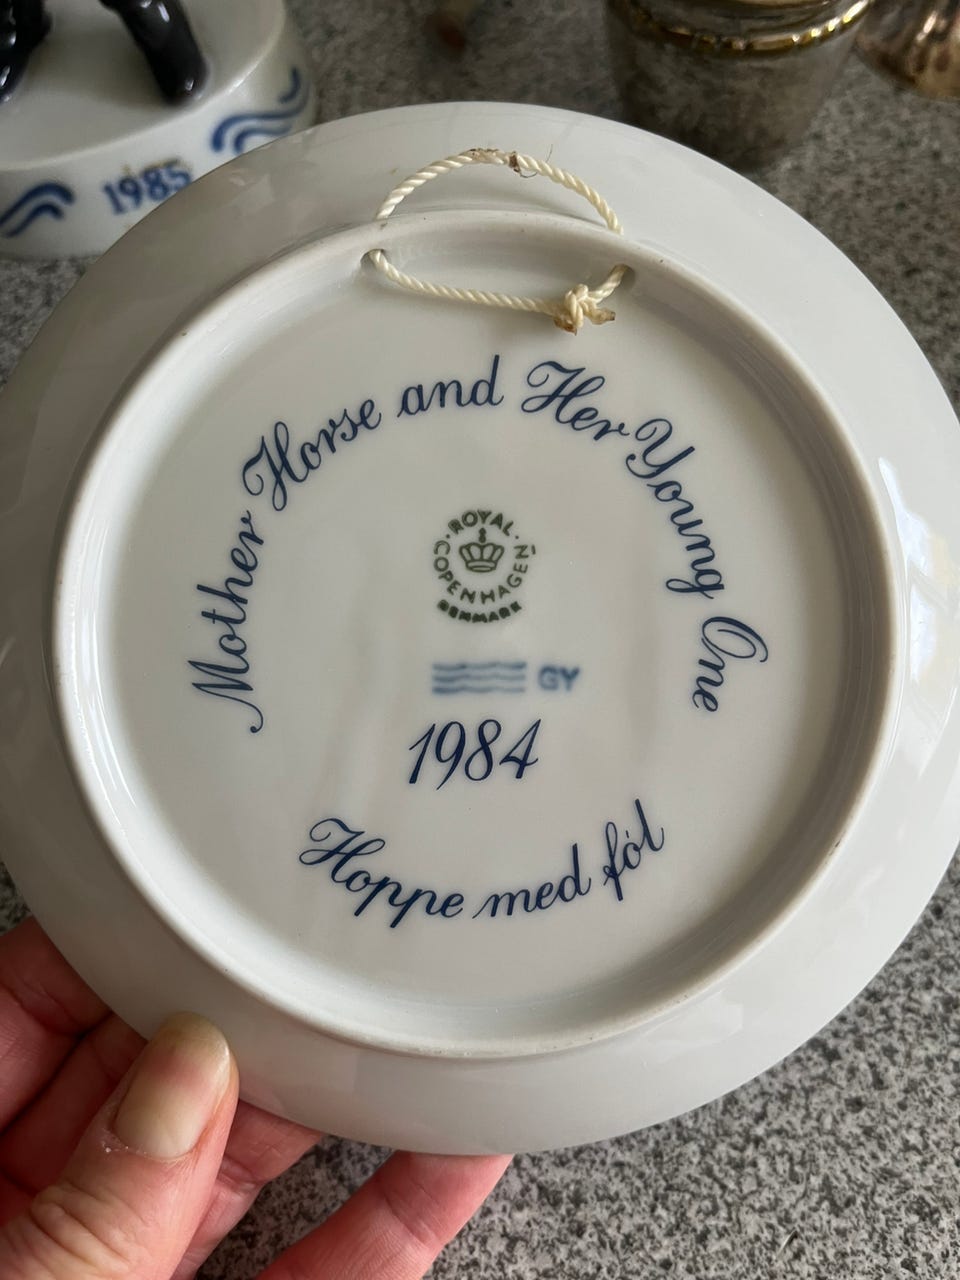 1985
Mother Horse and Her Young One
ROYAL
COPENHAGEN
DENMARK
GY
1984
Hoppe med føl